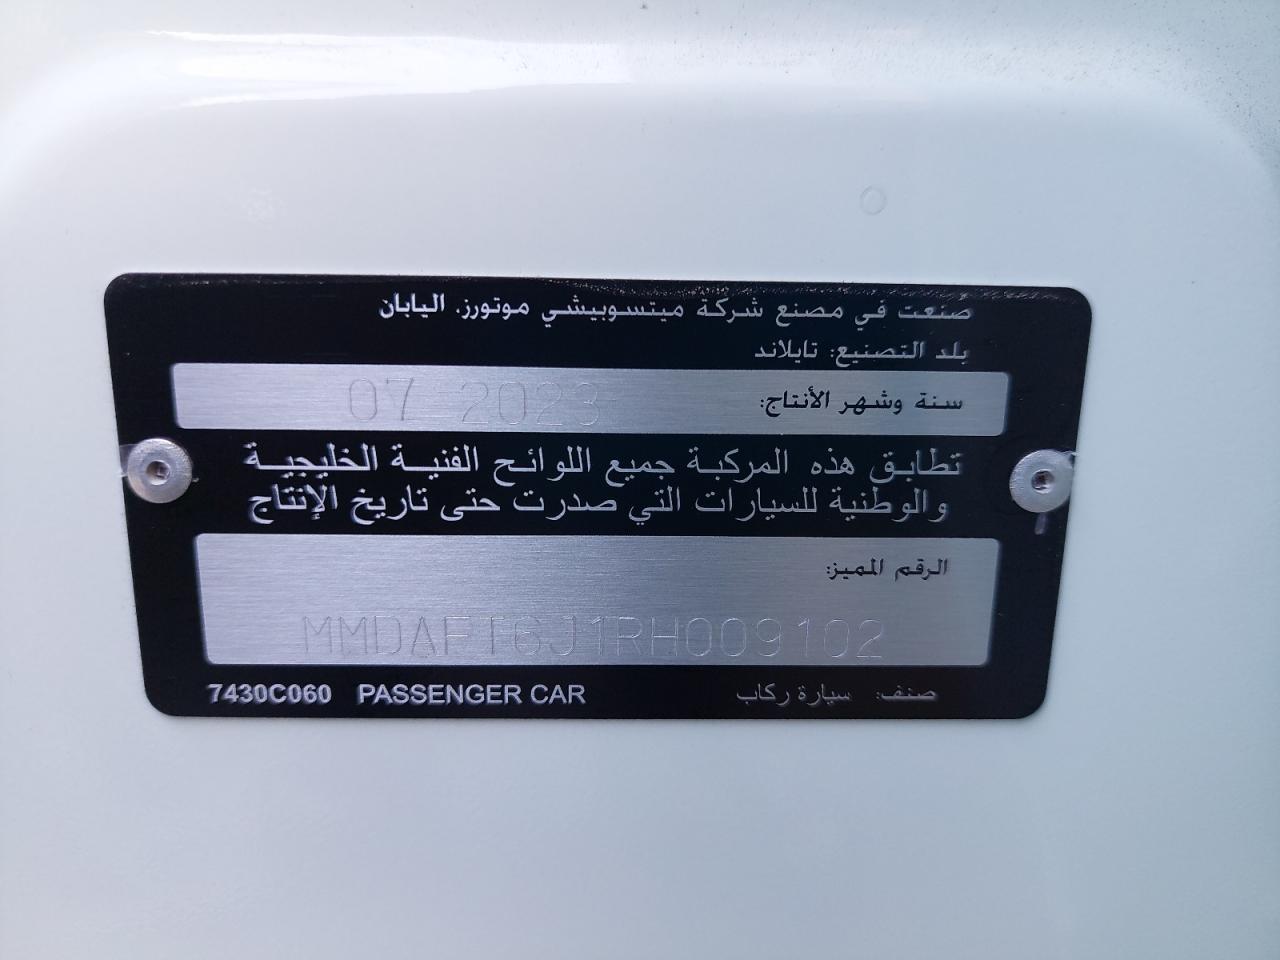 صنعت في مصنع شركة ميتسوبيشي موتورز. اليابان
بلد التصنيع: تايلاند
سنة وشهر الأنتاج: 07 2023
تطابق هذه المركبة جميع اللوائح الفنية الخليجية
والوطنية للسيارات التي صدرت حتى تاريخ الإنتاج
الرقم المميز:
MMDAFT6J1RH009102
صنف: سيارة ركاب PASSENGER CAR 7430C060